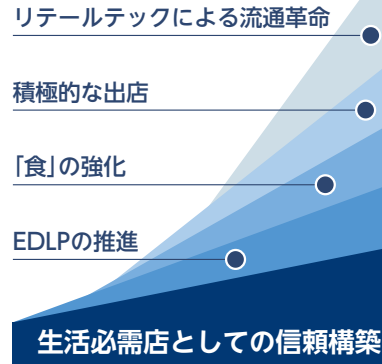 リテールテックによる流通革命
積極的な出店
「食」の強化
EDLPの推進
生活必需店としての信頼構築